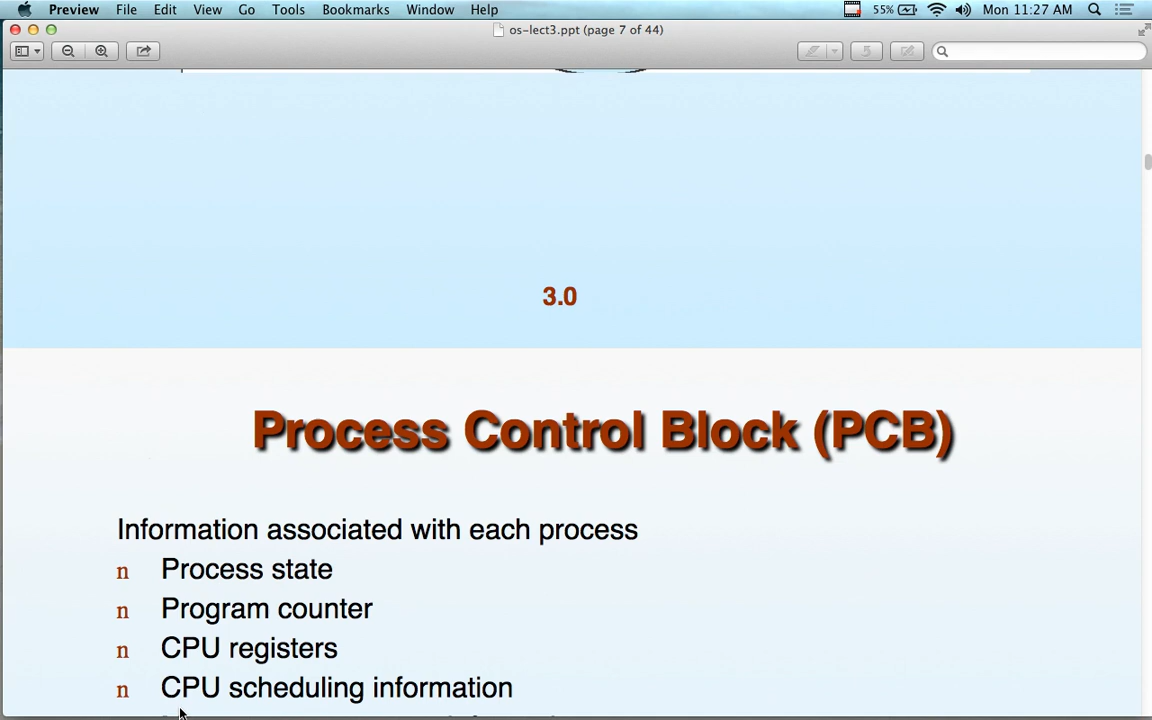 Preview File Edit View Go Tools Bookmarks Window Help 55% Mon 11:27 AM
os-lect3.ppt (page 7 of 44)
3.0
Process Control Block (PCB)
Information associated with each process
n Process state
n Program counter
n CPU registers
n CPU scheduling information